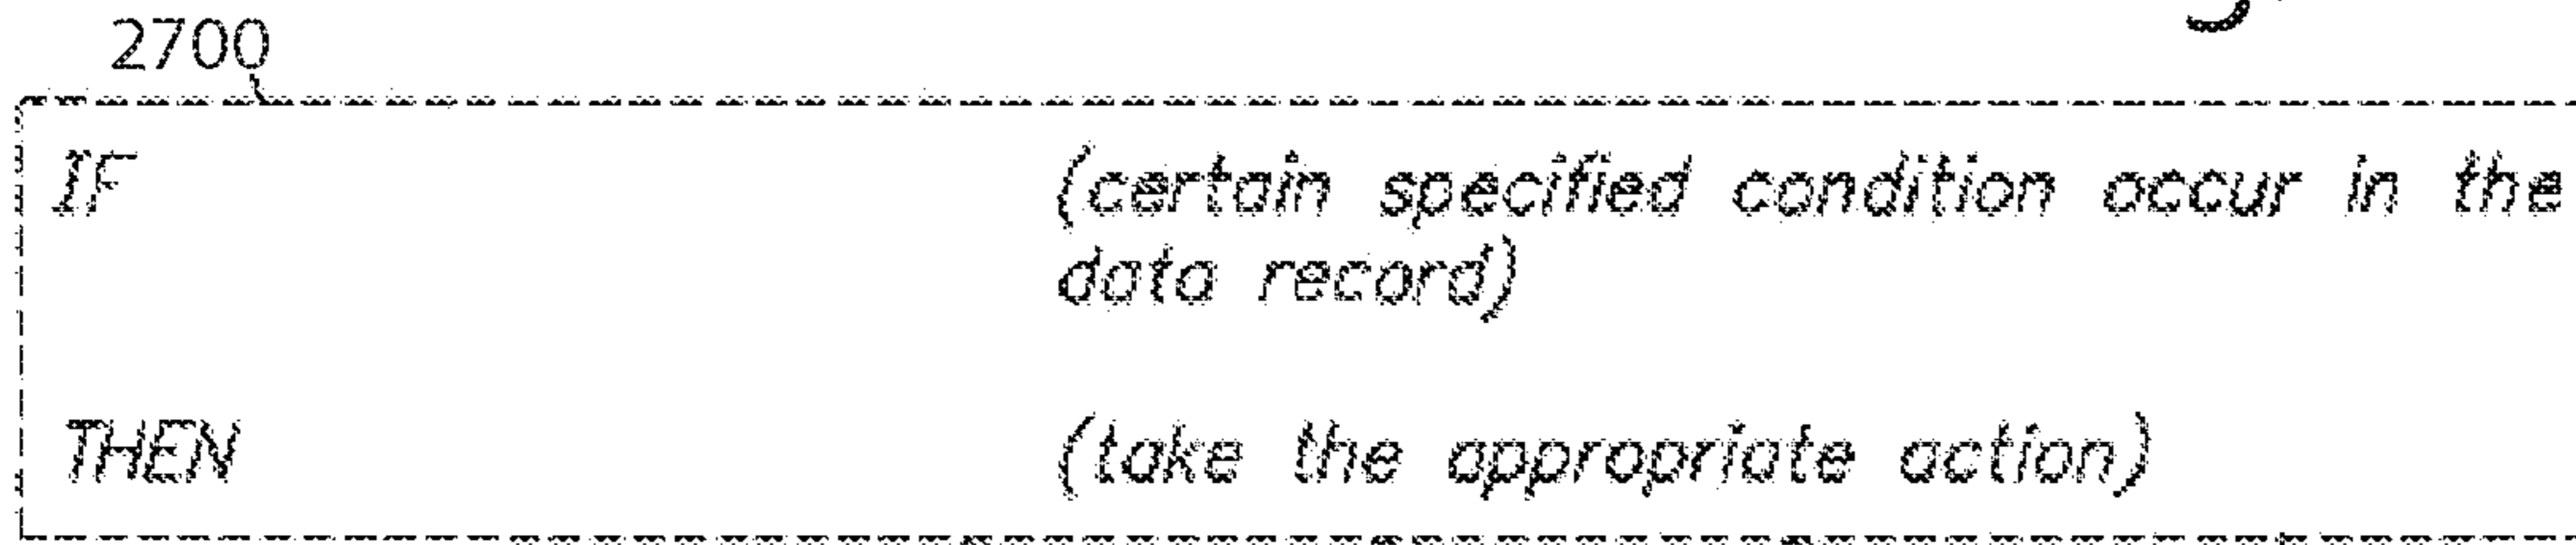 2700
IF (certain specified condition occur in the
data record)
THEN (take the appropriate action)